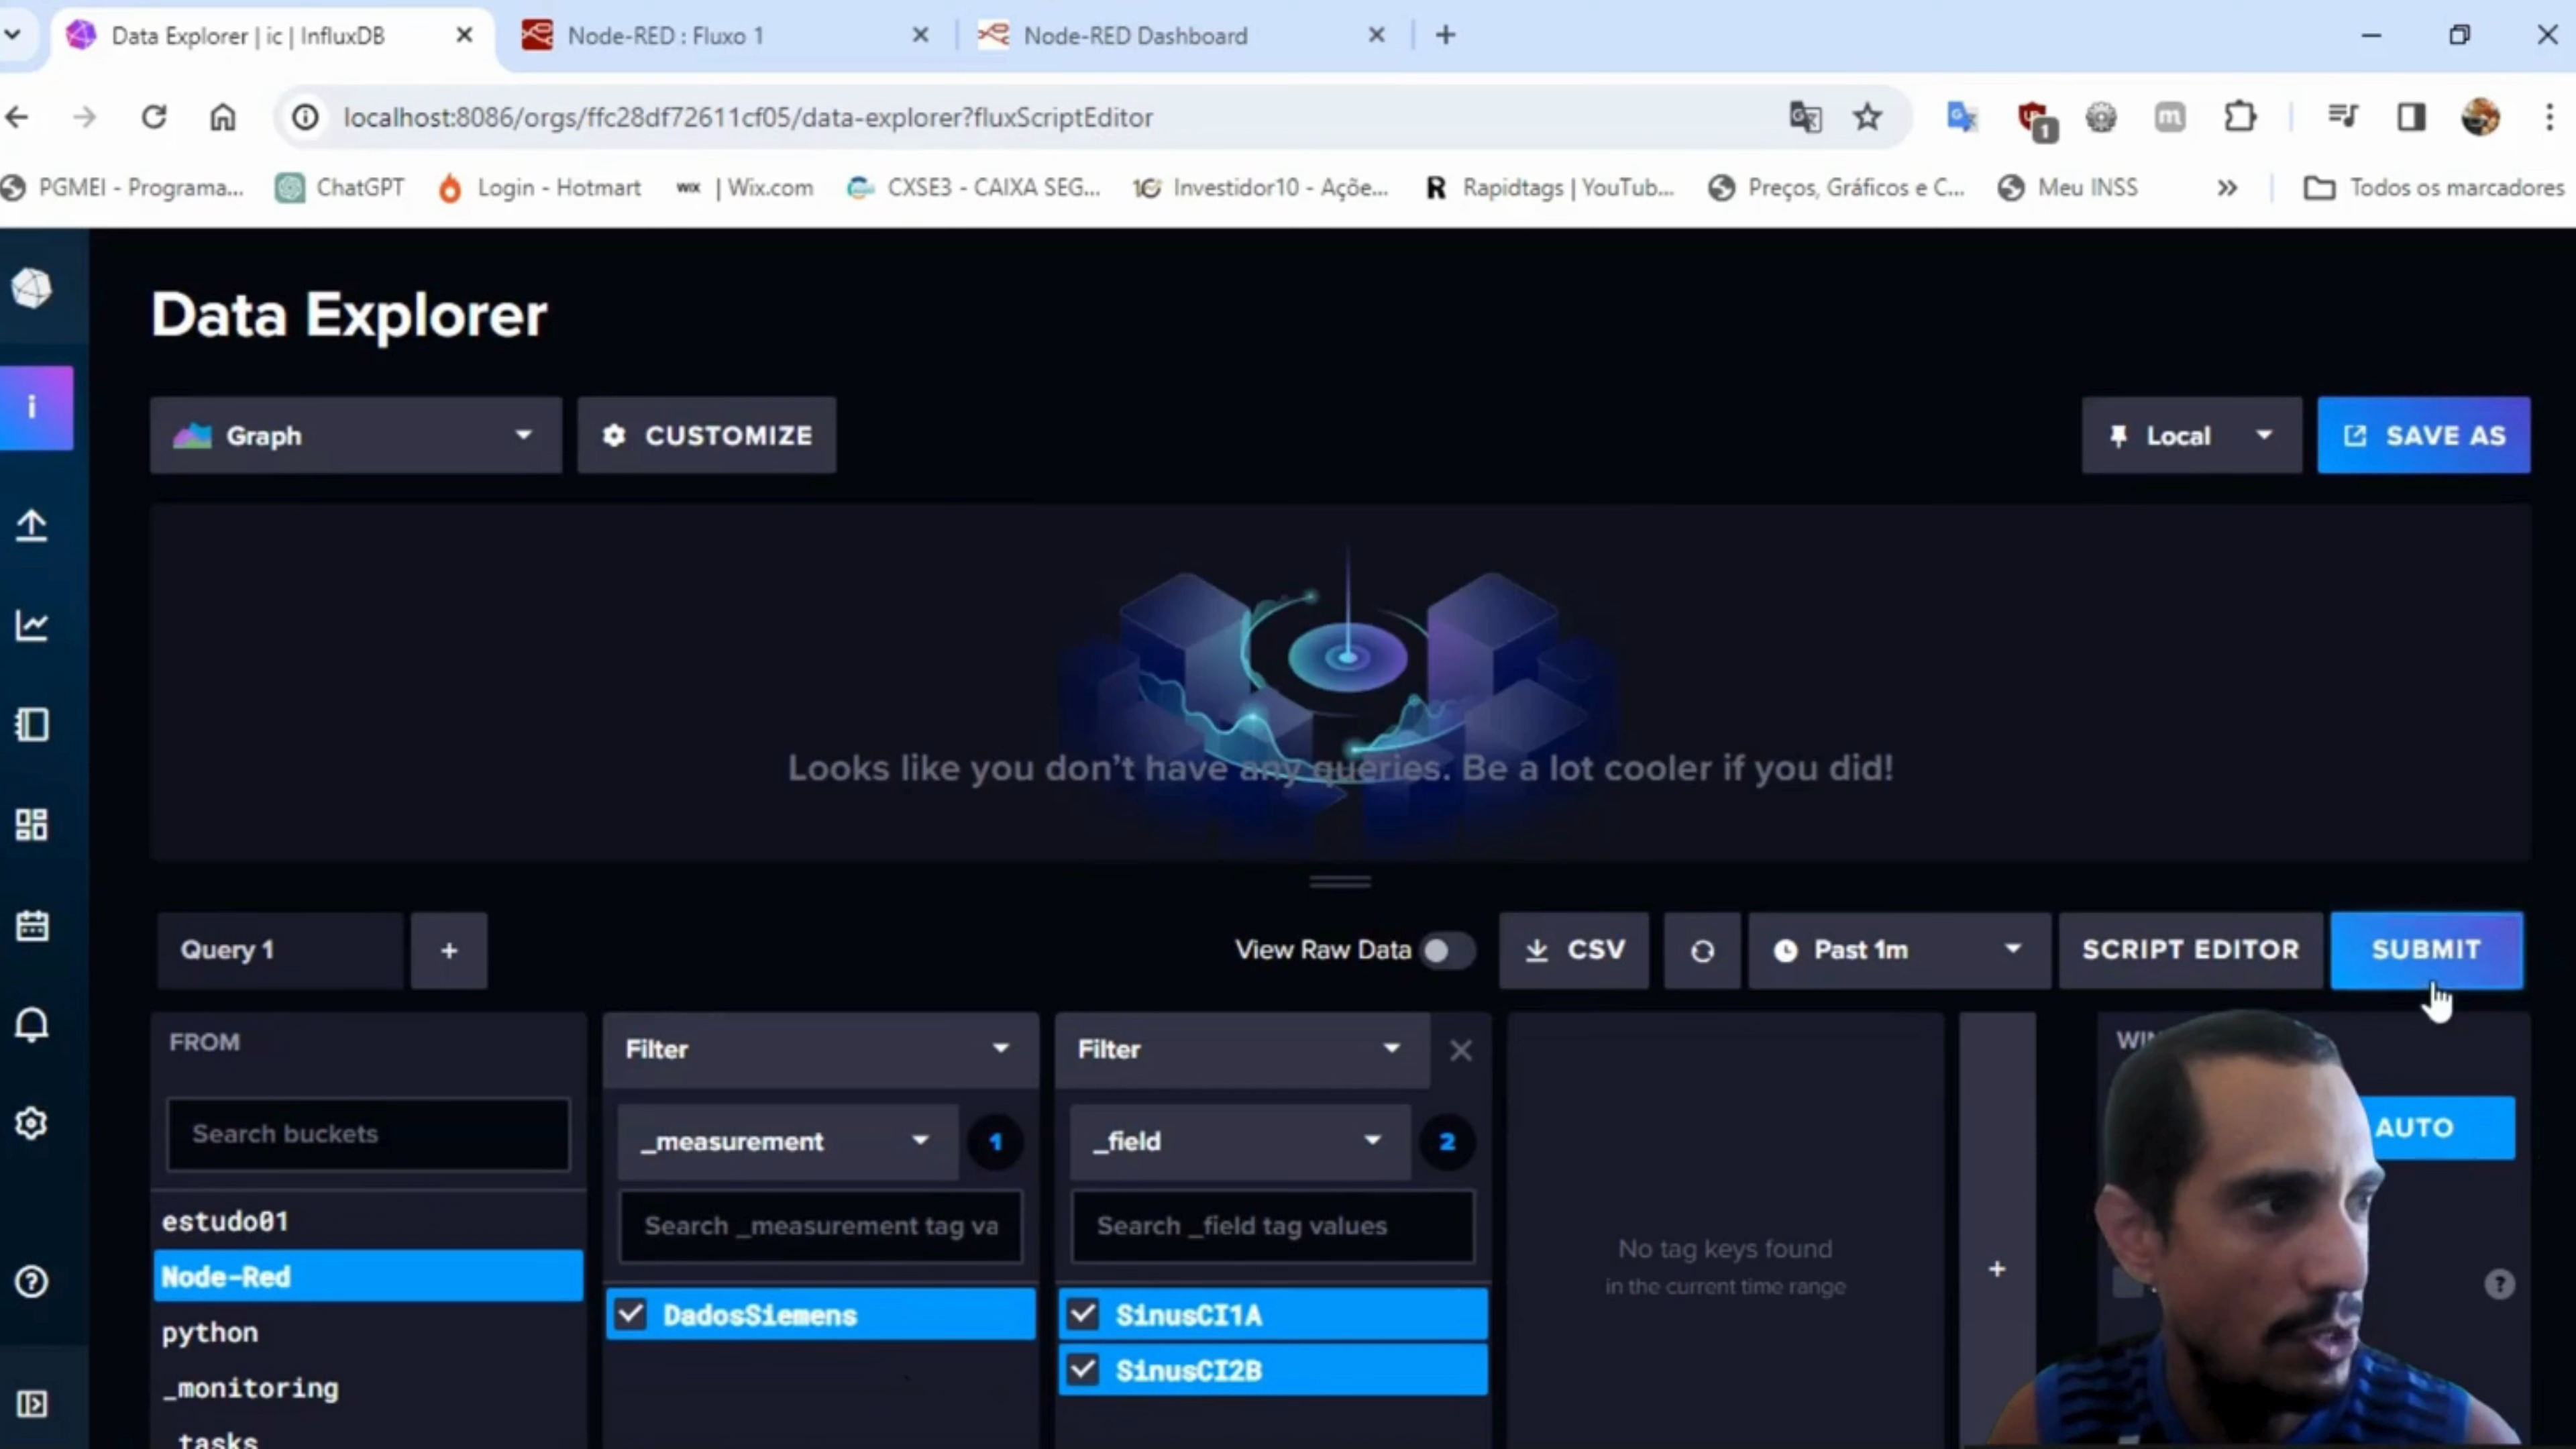 Data Explorer | ic | InfluxDB
Node-RED : Fluxo 1
Node-RED Dashboard
localhost:8086/orgs/ffc28df72611cf05/data-explorer?fluxScriptEditor
1
PGMEI - Programa...
ChatGPT
Login - Hotmart
WIX | Wix.com
CXSE3 - CAIXA SEG...
Investidor10 - Açõe...
R Rapidtags | YouTub...
Preços, Gráficos e C...
Meu INSS
»
Todos os marcadores
Data Explorer
Graph
CUSTOMIZE
Local
SAVE AS
Looks like you don't have any queries. Be a lot cooler if you did!
Query 1
+
View Raw Data
CSV
Past 1m
SCRIPT EDITOR
SUBMIT
FROM
Search buckets
estudo01
Node-Red
python
_monitoring
_tasks
Filter
_measurement
1
Search _measurement tag va
DadosSiemens
Filter
_field
2
Search _field tag values
SinusCI1A
SinusCI2B
No tag keys found
in the current time range
+
AUTO
?